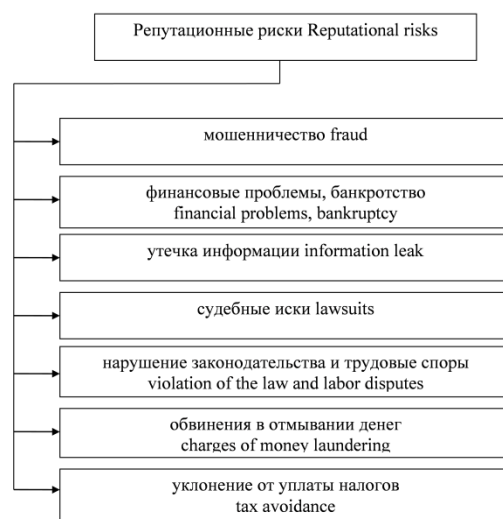 Репутационные риски Reputational risks
мошенничество fraud
финансовые проблемы, банкротство
financial problems, bankruptcy
утечка информации information leak
судебные иски lawsuits
нарушение законодательства и трудовые споры
violation of the law and labor disputes
обвинения в отмывании денег
charges of money laundering
уклонение от уплаты налогов
tax avoidance